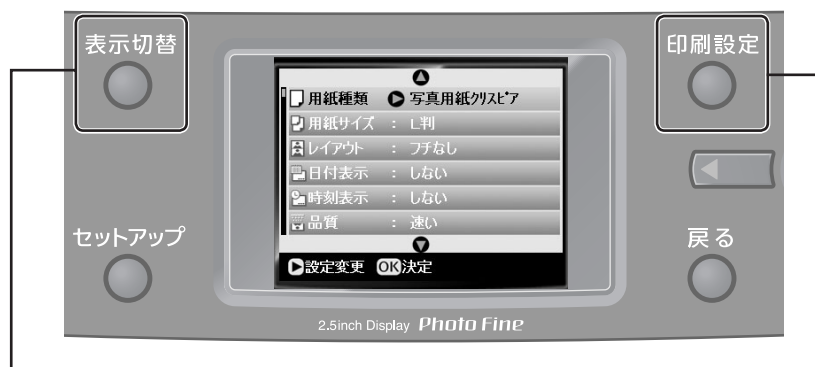 表示切替
印刷設定
用紙種類 写真用紙クリスピア
用紙サイズ : L判
レイアウト : フチなし
日付表示 : しない
時刻表示 : しない
品質 : 速い
設定変更 OK決定
セットアップ
戻る
2.5inch Display Photo Fine